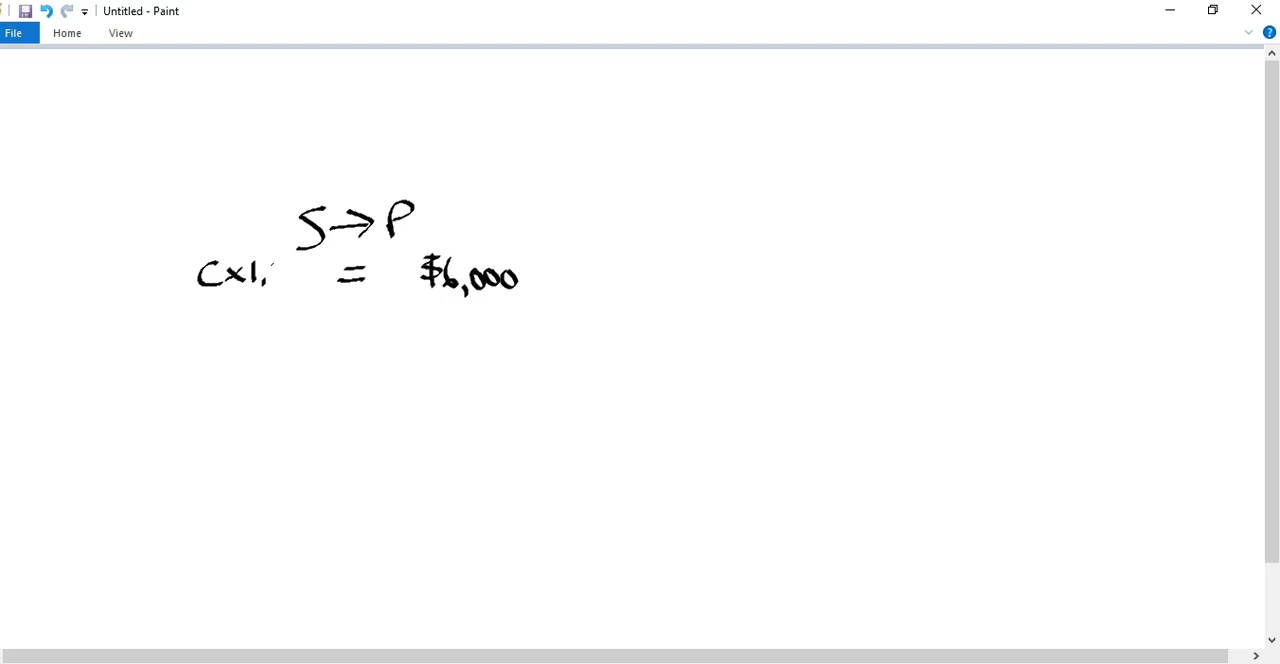 Untitled - Paint
File Home View
S → P
Cx1. = $6,000